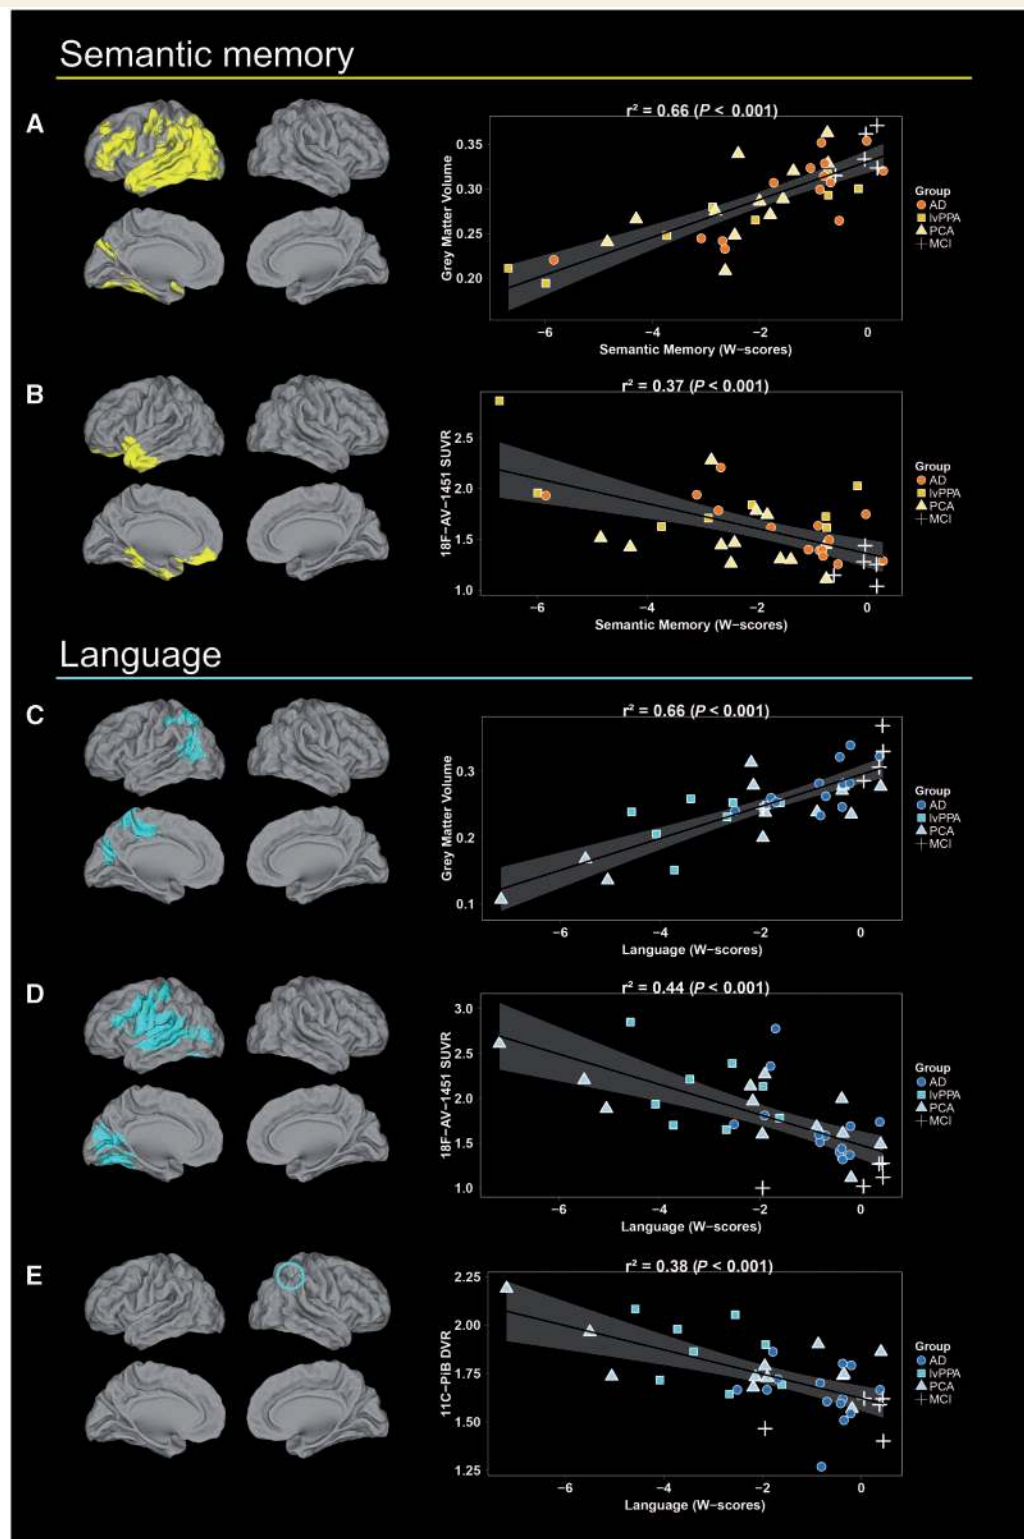 Semantic memory
A
r² = 0.66 (P < 0.001)
Grey Matter Volume
0.35
0.30
0.25
0.20
−6 −4 −2 0
Semantic Memory (W−scores)
Group
AD
lvPPA
PCA
MCI
B
r² = 0.37 (P < 0.001)
18F−AV−1451 SUVR
2.5
2.0
1.5
1.0
−6 −4 −2 0
Semantic Memory (W−scores)
Group
AD
lvPPA
PCA
MCI
Language
C
r² = 0.66 (P < 0.001)
Grey Matter Volume
0.3
0.2
0.1
−6 −4 −2 0
Language (W−scores)
Group
AD
lvPPA
PCA
MCI
D
r² = 0.44 (P < 0.001)
18F−AV−1451 SUVR
3.0
2.5
2.0
1.5
1.0
−6 −4 −2 0
Language (W−scores)
Group
AD
lvPPA
PCA
MCI
E
r² = 0.38 (P < 0.001)
11C−PiB DVR
2.25
2.00
1.75
1.50
1.25
−6 −4 −2 0
Language (W−scores)
Group
AD
lvPPA
PCA
MCI